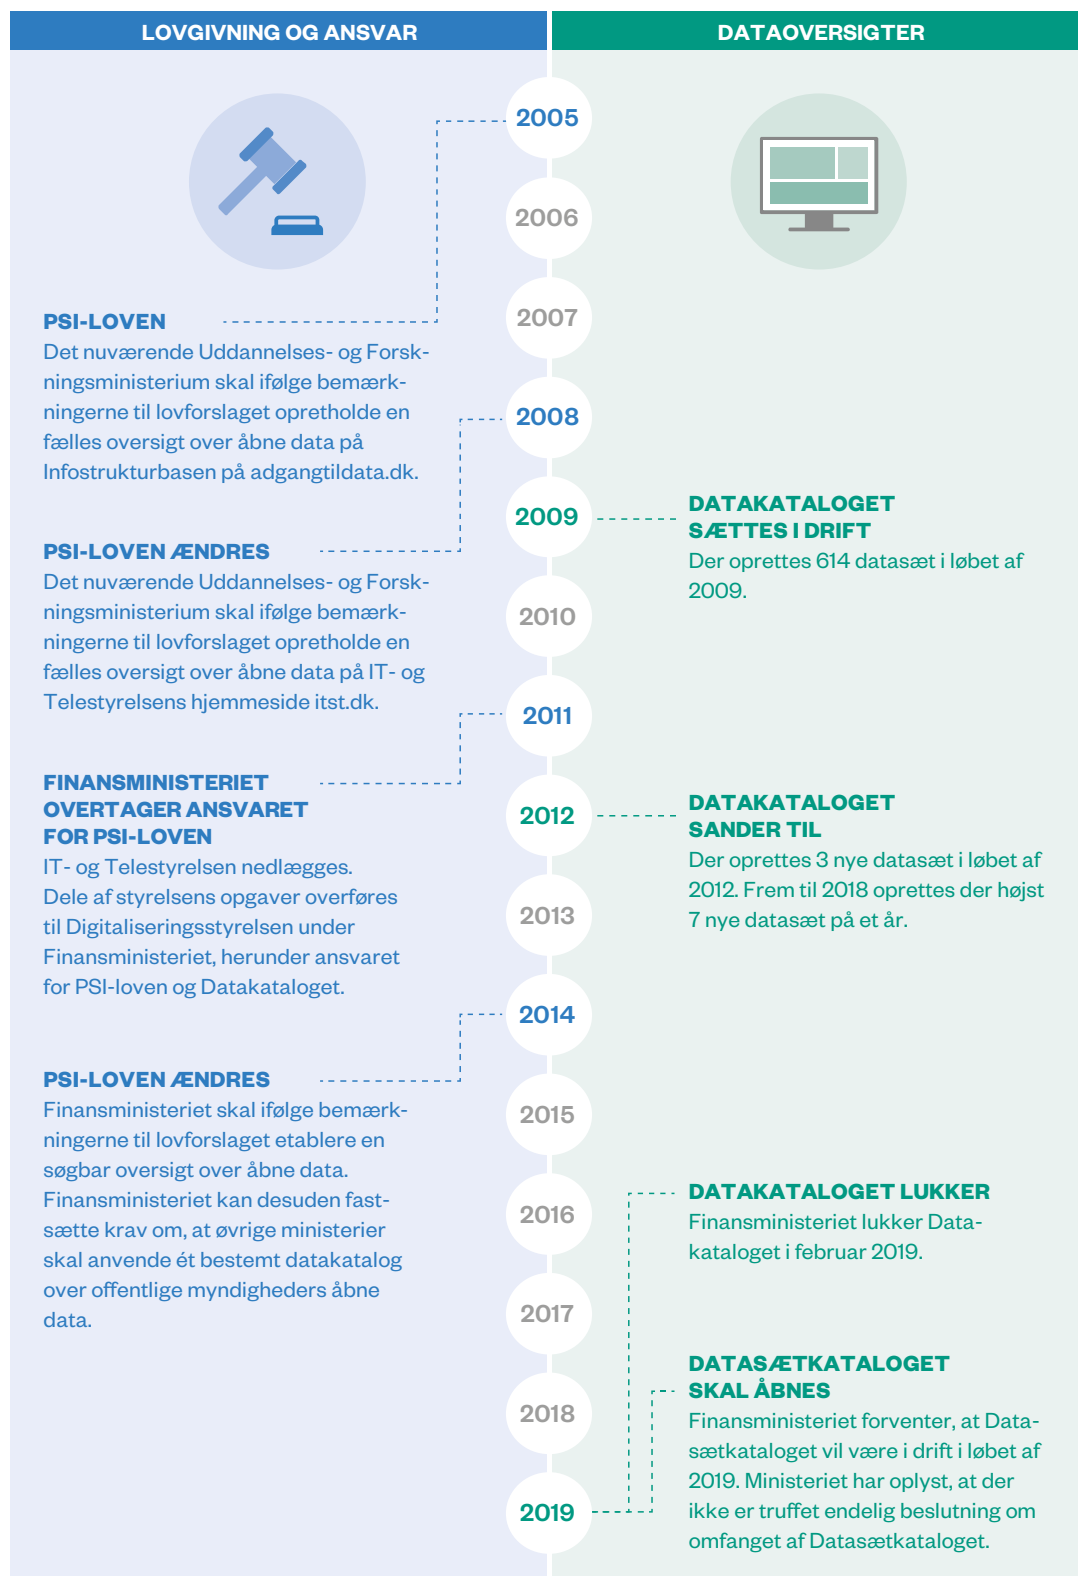 LOVGIVNING OG ANSVAR
DATAOVERSIGTER
2005
2006
2007
2008
2009
2010
2011
2012
2013
2014
2015
2016
2017
2018
2019
PSI-LOVEN
Det nuværende Uddannelses- og Forsk-
ningsministerium skal ifølge bemærk-
ningerne til lovforslaget opretholde en
fælles oversigt over åbne data på
Infostrukturbasen på adgangtildata.dk.
PSI-LOVEN ÆNDRES
Det nuværende Uddannelses- og Forsk-
ningsministerium skal ifølge bemærk-
ningerne til lovforslaget opretholde en
fælles oversigt over åbne data på IT- og
Telestyrelsens hjemmeside itst.dk.
FINANSMINISTERIET
OVERTAGER ANSVARET
FOR PSI-LOVEN
IT- og Telestyrelsen nedlægges.
Dele af styrelsens opgaver overføres
til Digitaliseringsstyrelsen under
Finansministeriet, herunder ansvaret
for PSI-loven og Datakataloget.
PSI-LOVEN ÆNDRES
Finansministeriet skal ifølge bemærk-
ningerne til lovforslaget etablere en
søgbar oversigt over åbne data.
Finansministeriet kan desuden fast-
sætte krav om, at øvrige ministerier
skal anvende ét bestemt datakatalog
over offentlige myndigheders åbne
data.
DATAKATALOGET
SÆTTES I DRIFT
Der oprettes 614 datasæt i løbet af
2009.
DATAKATALOGET
SANDER TIL
Der oprettes 3 nye datasæt i løbet af
2012. Frem til 2018 oprettes der højst
7 nye datasæt på et år.
DATAKATALOGET LUKKER
Finansministeriet lukker Data-
kataloget i februar 2019.
DATASÆTKATALOGET
SKAL ÅBNES
Finansministeriet forventer, at Data-
sætkataloget vil være i drift i løbet af
2019. Ministeriet har oplyst, at der
ikke er truffet endelig beslutning om
omfanget af Datasætkataloget.